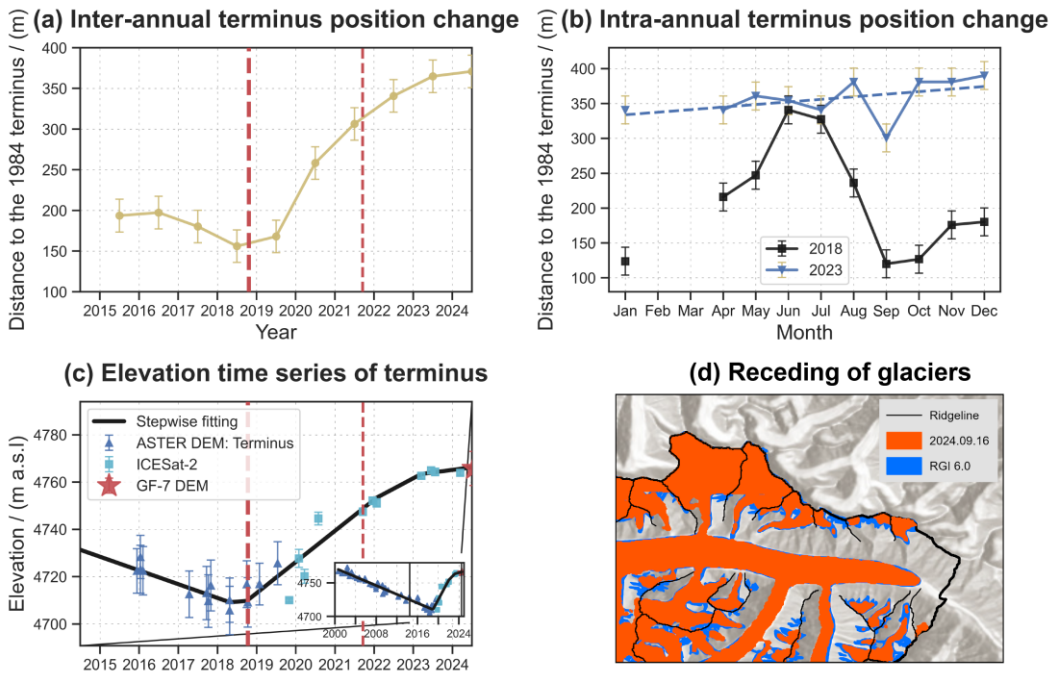 (a) Inter-annual terminus position change
Distance to the 1984 terminus / (m)
400
350
300
250
200
150
100
2015 2016 2017 2018 2019 2020 2021 2022 2023 2024
Year
(b) Intra-annual terminus position change
Distance to the 1984 terminus / (m)
400
350
300
250
200
150
100
2018
2023
Jan Feb Mar Apr May Jun Jul Aug Sep Oct Nov Dec
Month
(c) Elevation time series of terminus
Elevation / (m a.s.l)
4780
4760
4740
4720
4700
Stepwise fitting
ASTER DEM: Terminus
ICESat-2
GF-7 DEM
4750
4700
2000 2008 2016 2024
2015 2016 2017 2018 2019 2020 2021 2022 2023 2024
(d) Receding of glaciers
Ridgeline
2024.09.16
RGI 6.0